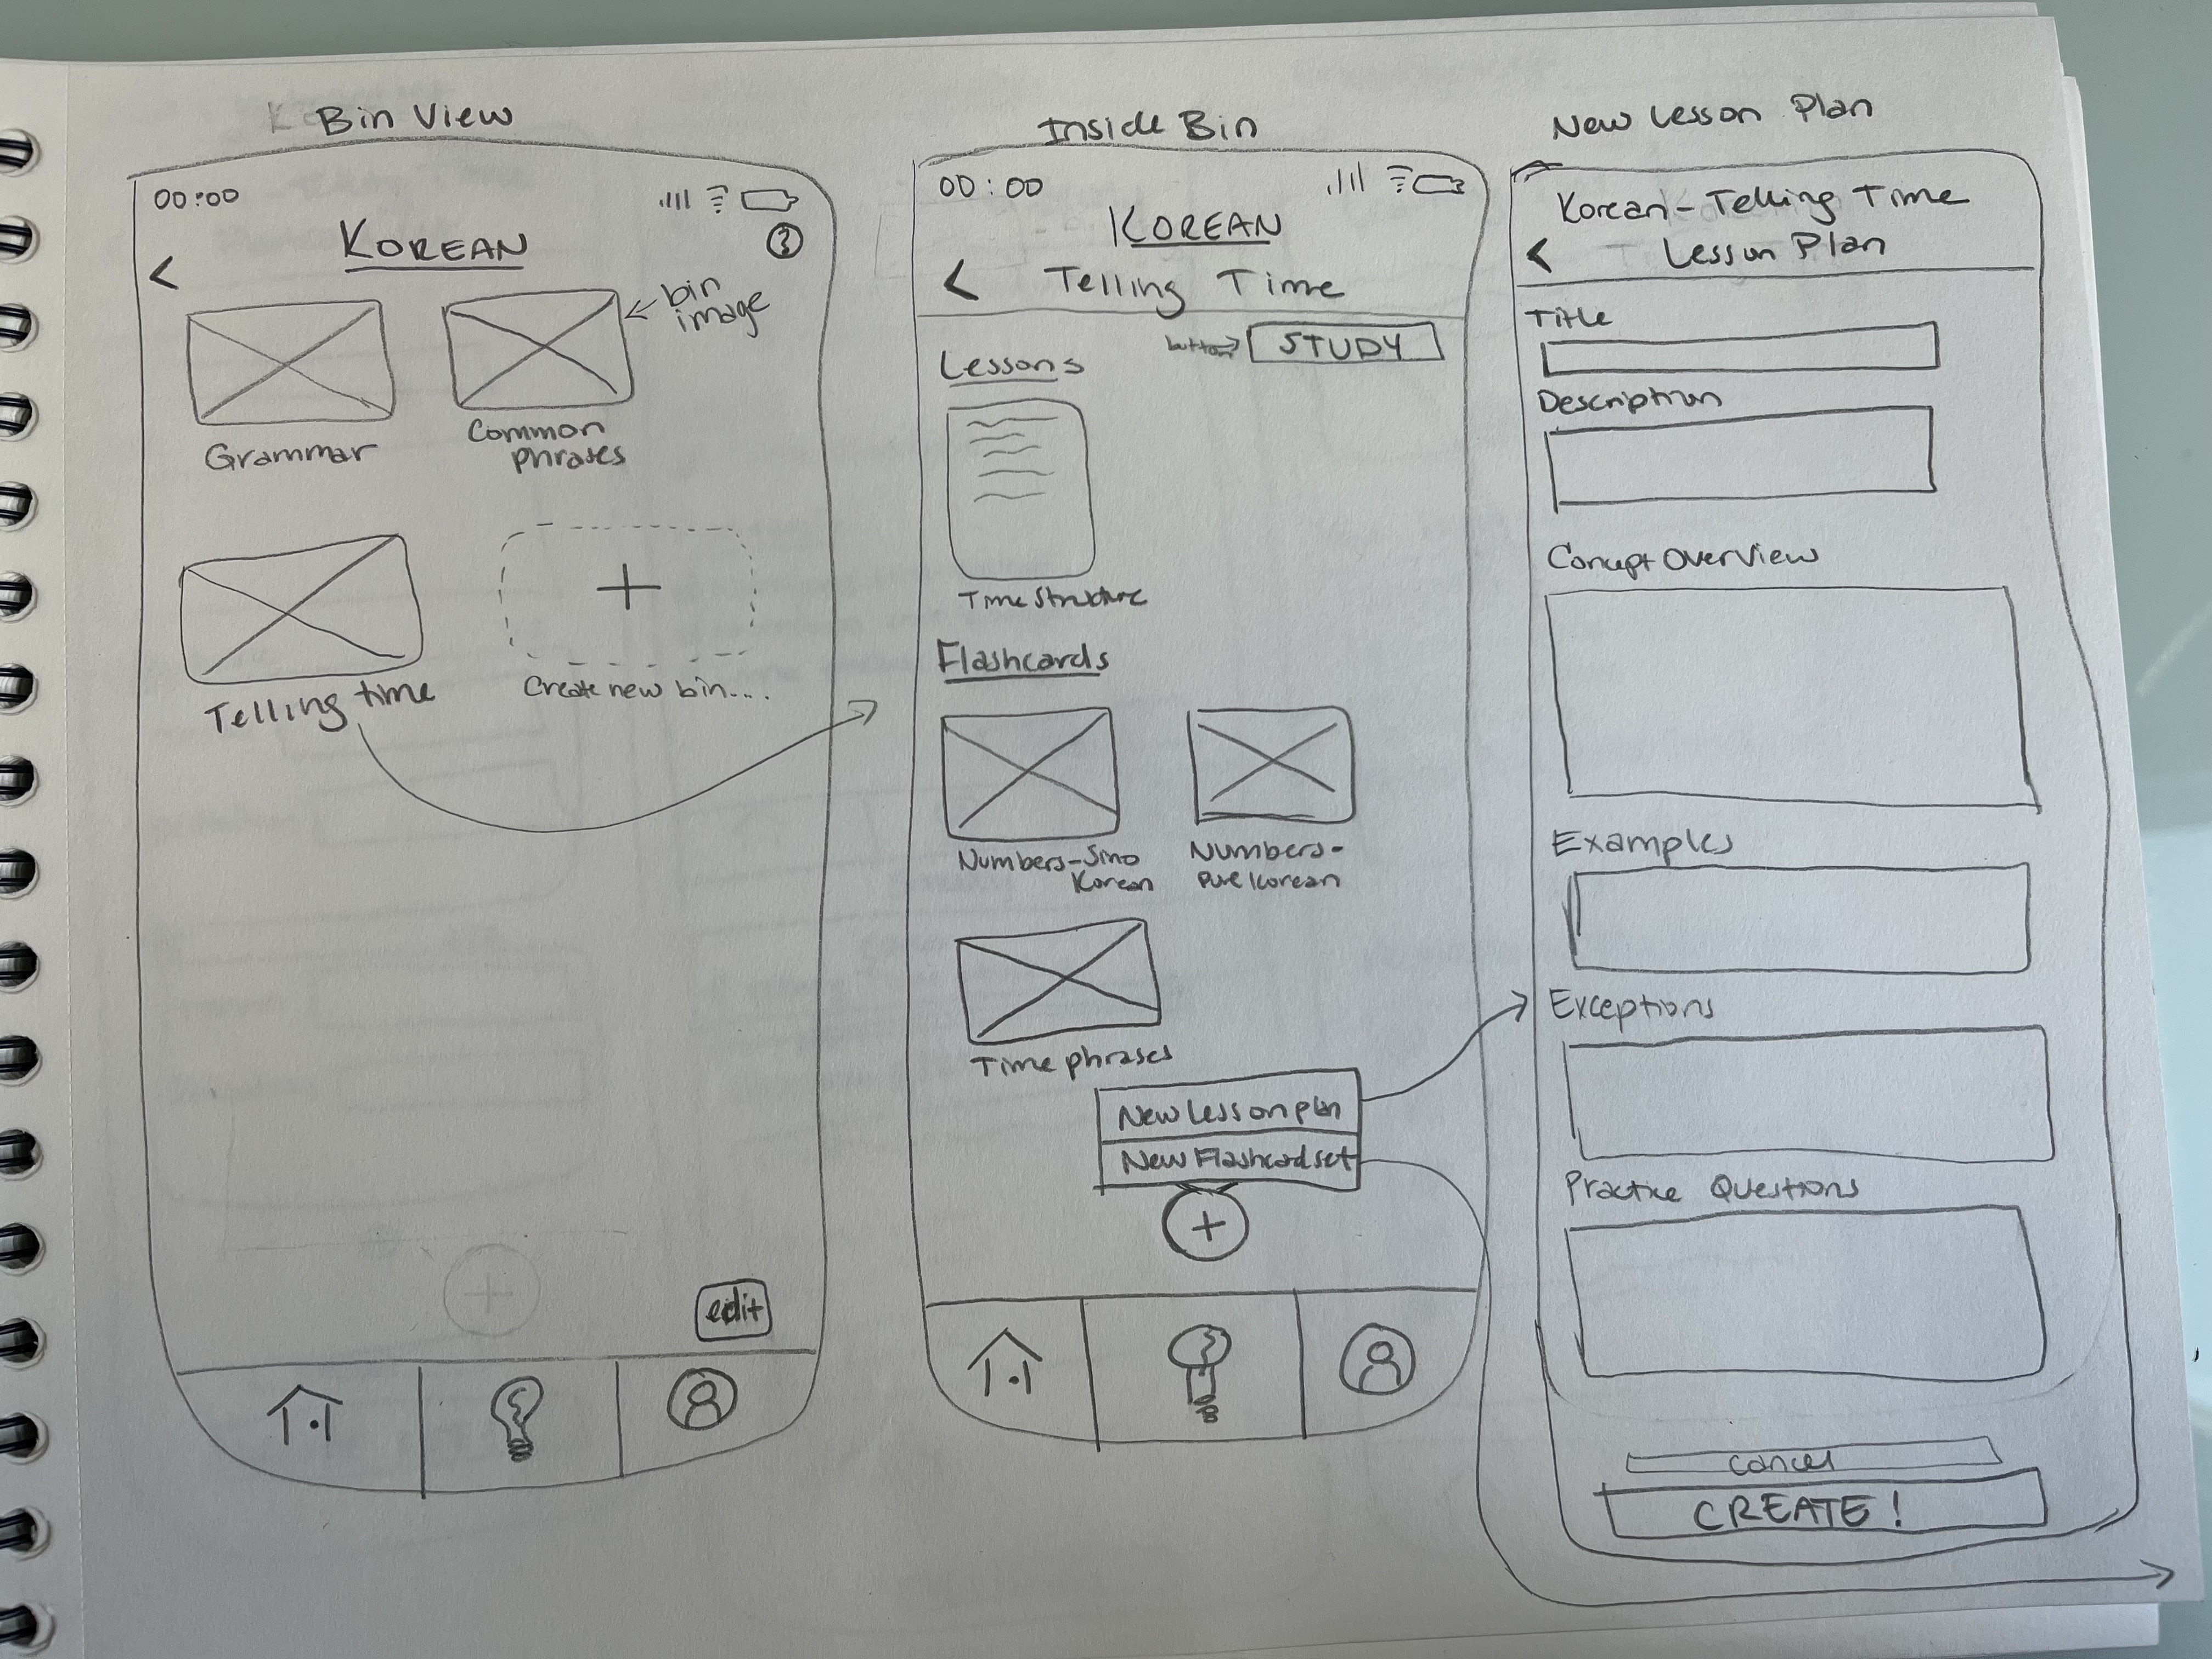 Bin View
00:00
KOREAN
?
<
bin
image
Grammar
Common
phrases
Telling time
+
Create new bin....
edit
Inside Bin
00:00
KOREAN
< Telling Time
button
STUDY
Lessons
Time Structure
Flashcards
Numbers-Sino
Korean
Numbers-
pure Korean
Time phrases
New Lesson plan
New Flashcard set
+
New Lesson Plan
Korean - Telling Time
< Lesson Plan
Title
Description
Concept Overview
Examples
Exceptions
Practice Questions
cancel
CREATE!